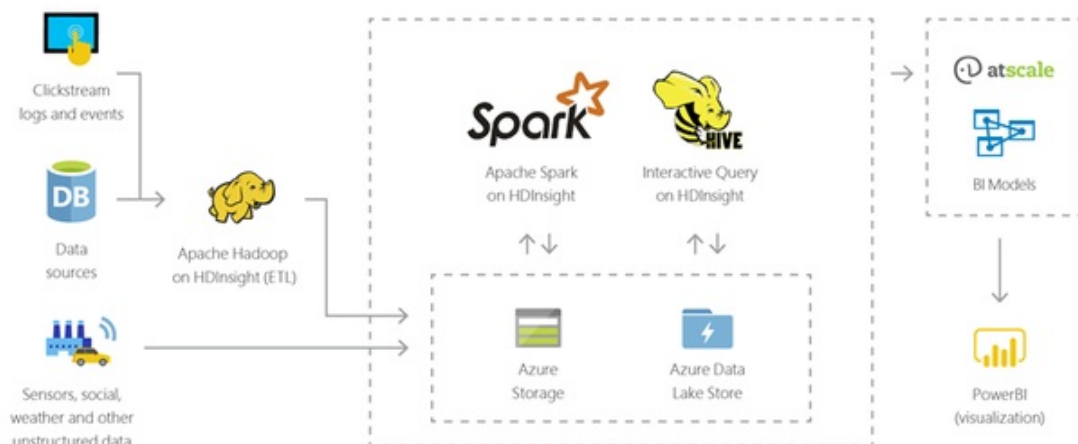 Clickstream
logs and events
DB
Data
sources
Sensors, social,
weather and other
unstructured data
Apache Hadoop
on HDInsight (ETL)
Spark
Apache Spark
on HDInsight
HIVE
Interactive Query
on HDInsight
Azure
Storage
Azure Data
Lake Store
atscale
BI Models
PowerBI
(visualization)